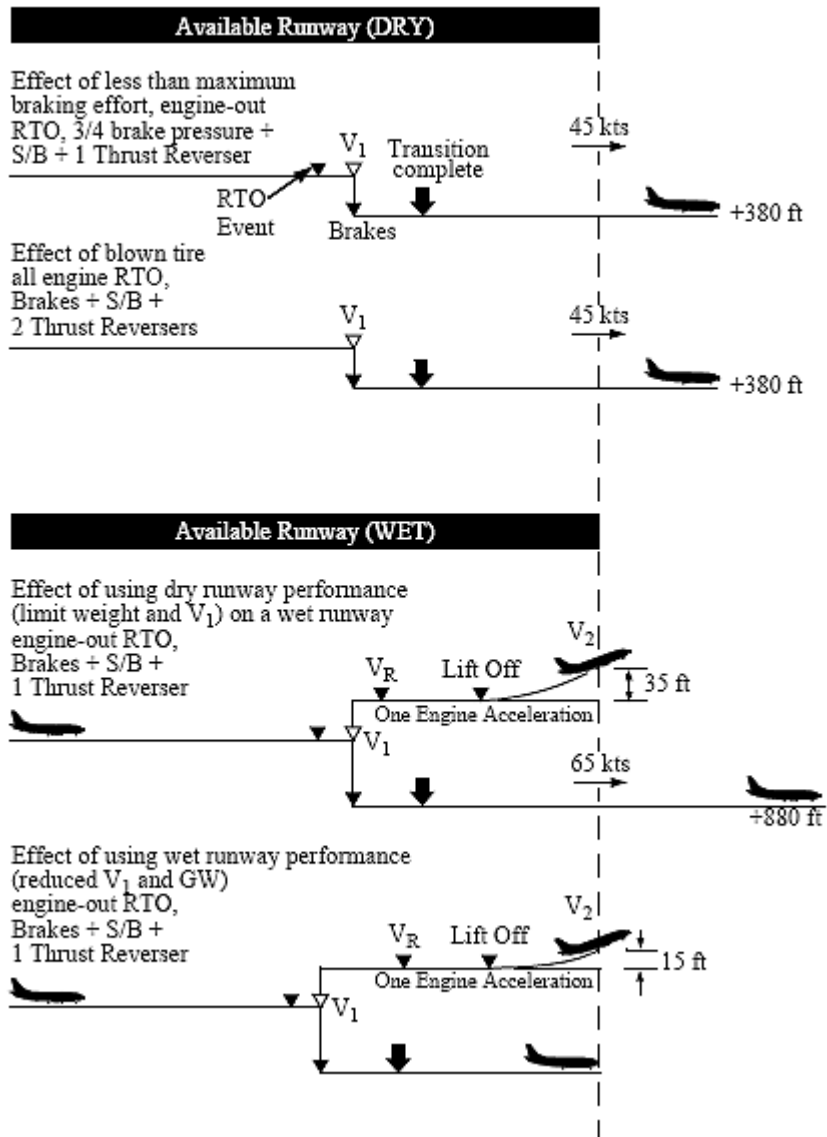 Available Runway (DRY)
Effect of less than maximum
braking effort, engine-out
RTO, 3/4 brake pressure +
S/B + 1 Thrust Reverser
V1
Transition
complete
45 kts
RTO
Event
Brakes
+380 ft
Effect of blown tire
all engine RTO,
Brakes + S/B +
2 Thrust Reversers
V1
45 kts
+380 ft
Available Runway (WET)
Effect of using dry runway performance
(limit weight and V1) on a wet runway
engine-out RTO,
Brakes + S/B +
1 Thrust Reverser
V2
VR
Lift Off
35 ft
One Engine Acceleration
V1
65 kts
+880 ft
Effect of using wet runway performance
(reduced V1 and GW)
engine-out RTO,
Brakes + S/B +
1 Thrust Reverser
V2
VR
Lift Off
15 ft
One Engine Acceleration
V1